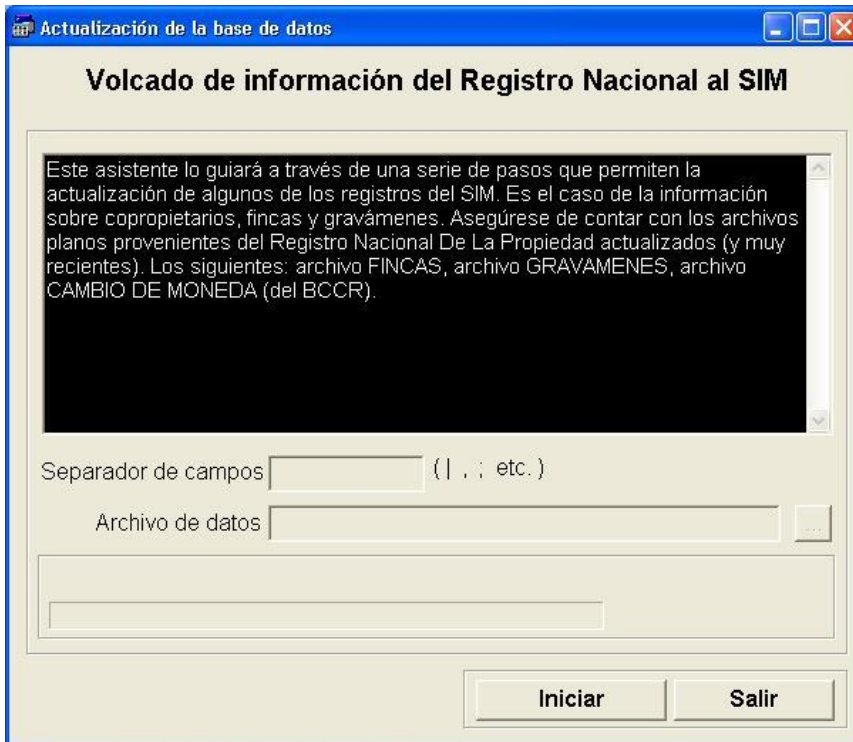 Actualización de la base de datos
Volcado de información del Registro Nacional al SIM
Este asistente lo guiará a través de una serie de pasos que permiten la
actualización de algunos de los registros del SIM. Es el caso de la información
sobre copropietarios, fincas y gravámenes. Asegúrese de contar con los archivos
planos provenientes del Registro Nacional De La Propiedad actualizados (y muy
recientes). Los siguientes: archivo FINCAS, archivo GRAVAMENES, archivo
CAMBIO DE MONEDA (del BCCR).
Separador de campos ( | , ; etc. )
Archivo de datos ...
Iniciar Salir